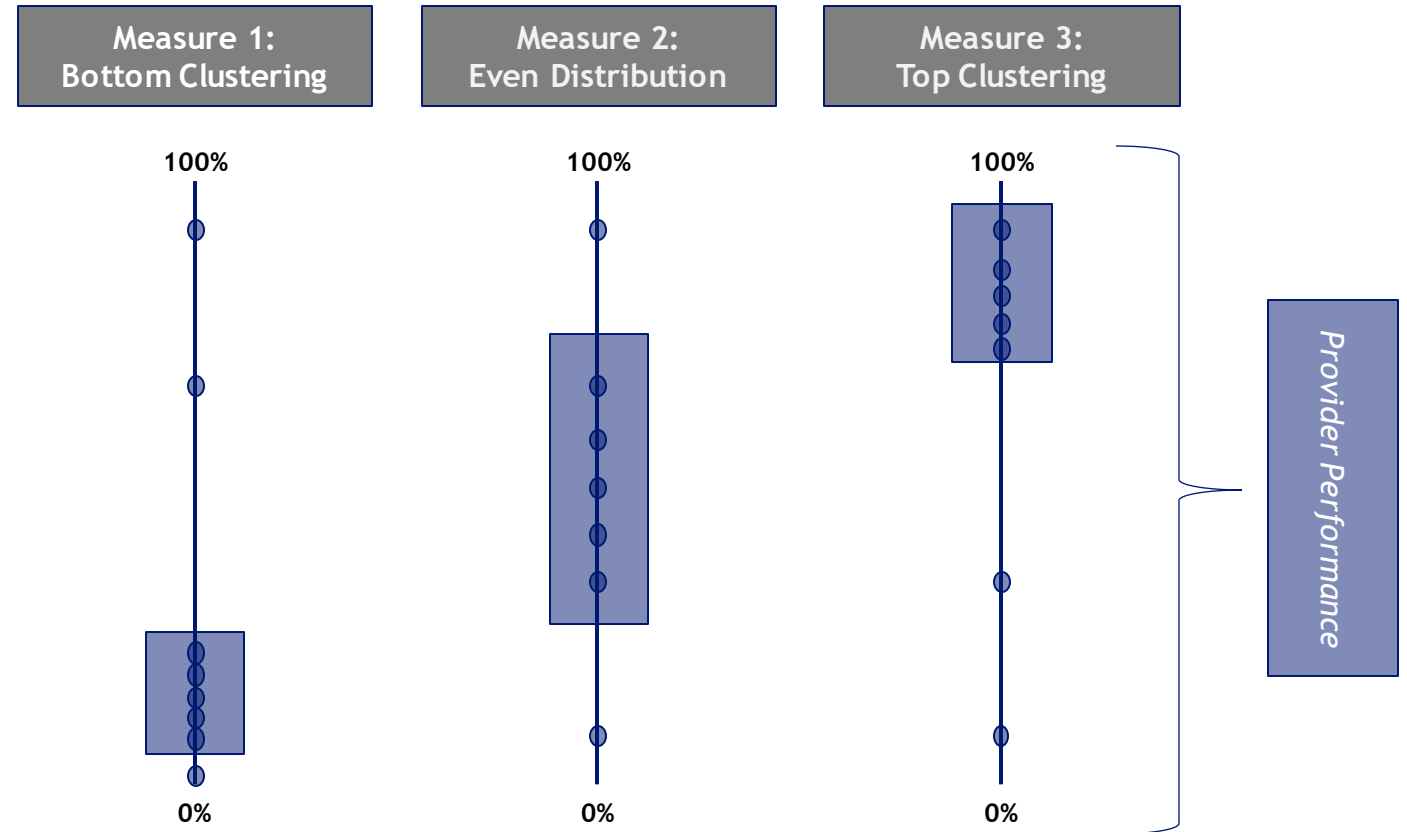 Measure 1:
Bottom Clustering
Measure 2:
Even Distribution
Measure 3:
Top Clustering
100%
100%
100%
Provider Performance
0%
0%
0%